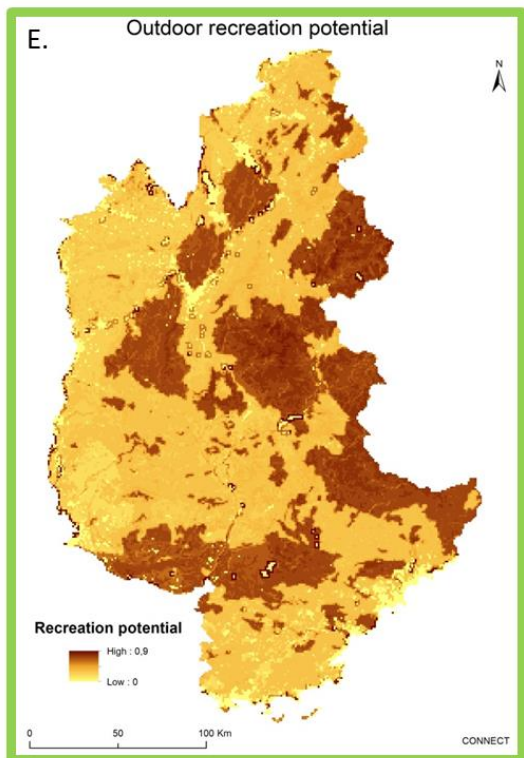 Outdoor recreation potential
E.
N
Recreation potential
High : 0,9
Low : 0
0 50 100 Km
CONNECT